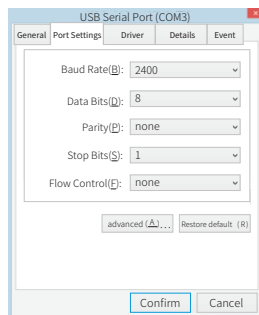 USB Serial Port (COM3)
×
General Port Settings Driver Details Event
Baud Rate(B): 2400
Data Bits(D): 8
Parity(P): none
Stop Bits(S): 1
Flow Control(F): none
advanced (A)... Restore default (R)
Confirm Cancel